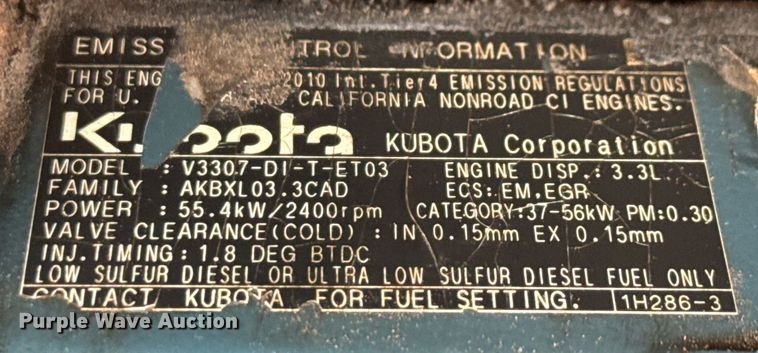 EMISS TROL INFORMATION
THIS ENG 2010 Int.Tier4 EMISSION REGULATIONS
FOR U. CALIFORNIA NONROAD CI ENGINES.
Kubota KUBOTA Corporation
MODEL : V3307-DI-T-ET03 ENGINE DISP.: 3.3L
FAMILY : AKBXL03.3CAD ECS: EM,EGR
POWER : 55.4kW/2400rpm CATEGORY:37-56kW PM:0.30
VALVE CLEARANCE(COLD) : IN 0.15mm EX 0.15mm
INJ.TIMING: 1.8 DEG BTDC
LOW SULFUR DIESEL OR ULTRA LOW SULFUR DIESEL FUEL ONLY
CONTACT KUBOTA FOR FUEL SETTING. 1H286-3
Purple Wave Auction